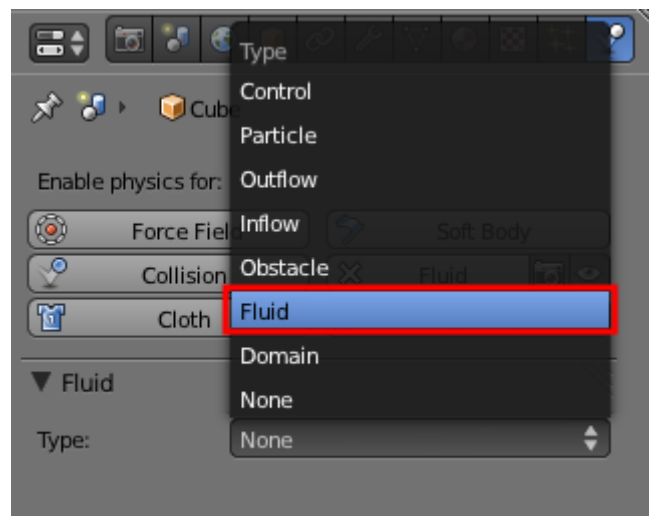 Type
Control
Cube
Particle
Enable physics for:
Outflow
Force Fiel
Inflow
Soft Body
Collision
Obstacle
Fluid
Cloth
Fluid
Domain
Fluid
None
Type:
None